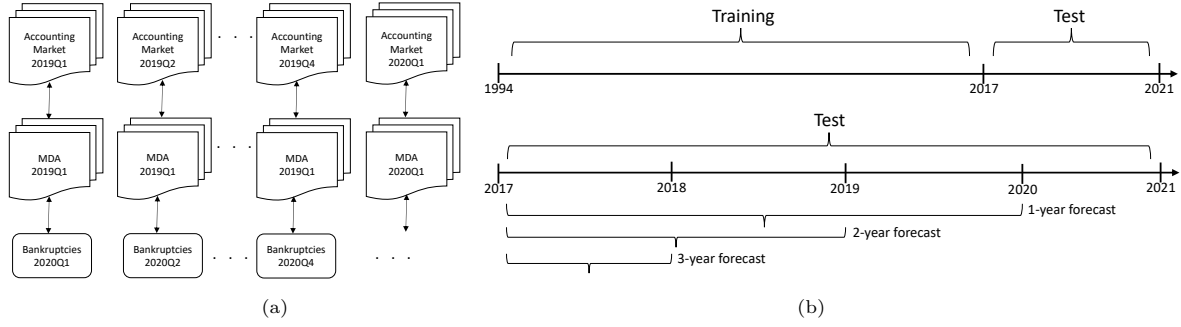 Accounting
Market
2019Q1
Accounting
Market
2019Q2
. . .
Accounting
Market
2019Q4
Accounting
Market
2020Q1
MDA
2019Q1
MDA
2019Q1
. . .
MDA
2019Q1
MDA
2020Q1
Bankruptcies
2020Q1
Bankruptcies
2020Q2
. . .
Bankruptcies
2020Q4
. . .
(a)
Training
Test
1994
2017
2021
Test
2017
2018
2019
2020
2021
1-year forecast
2-year forecast
3-year forecast
(b)